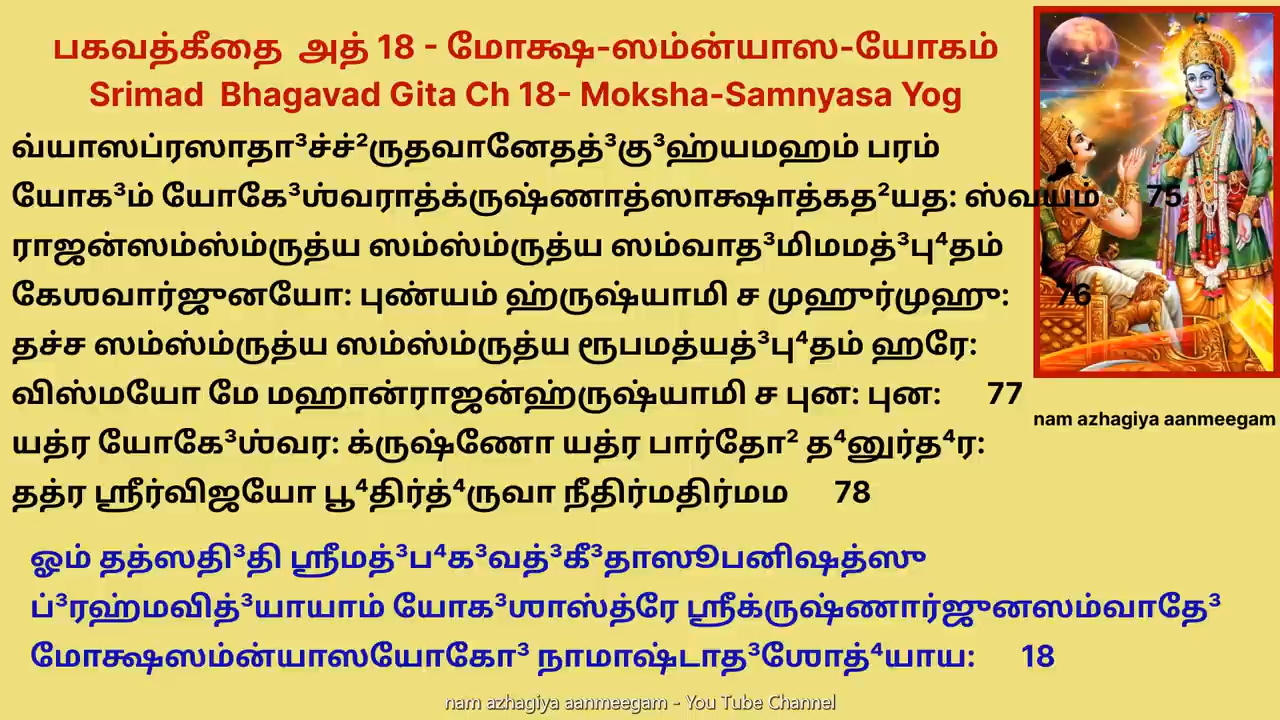 பகவத்கீதை அத் 18 - மோக்ஷ-ஸம்ன்யாஸ-யோகம்
Srimad Bhagavad Gita Ch 18- Moksha-Samnyasa Yog
வ்யாஸப்ரஸாதா³ச்ச்²ருதவானேதத்³கு³ஹ்யமஹம் பரம்
யோக³ம் யோகே³ஶ்வராத்க்ருஷ்ணாத்ஸாக்ஷாத்கத²யத: ஸ்வயம் 75
ராஜன்ஸம்ஸ்ம்ருத்ய ஸம்ஸ்ம்ருத்ய ஸம்வாத³மிமமத்³பு⁴தம்
கேஶவார்ஜுனயோ: புண்யம் ஹ்ருஷ்யாமி ச முஹுர்முஹு: 76
தச்ச ஸம்ஸ்ம்ருத்ய ஸம்ஸ்ம்ருத்ய ரூபமத்யத்³பு⁴தம் ஹரே:
விஸ்மயோ மே மஹான்ராஜன்ஹ்ருஷ்யாமி ச புன: புன: 77
யத்ர யோகே³ஶ்வர: க்ருஷ்ணோ யத்ர பார்தோ² த⁴னுர்த⁴ர:
தத்ர ஸ்ரீர்விஜயோ பூ⁴திர்த்⁴ருவா நீதிர்மதிர்மம 78
ஓம் தத்ஸதி³தி ஸ்ரீமத்³ப⁴க³வத்³கீ³தாஸூபனிஷத்ஸு
ப்³ரஹ்மவித்³யாயாம் யோக³ஶாஸ்த்ரே ஸ்ரீக்ருஷ்ணார்ஜுனஸம்வாதே³
மோக்ஷஸம்ன்யாஸயோகோ³ நாமாஷ்டாத³ஶோத்⁴யாய: 18
nam azhagiya aanmeegam
nam azhagiya aanmeegam - You Tube Channel